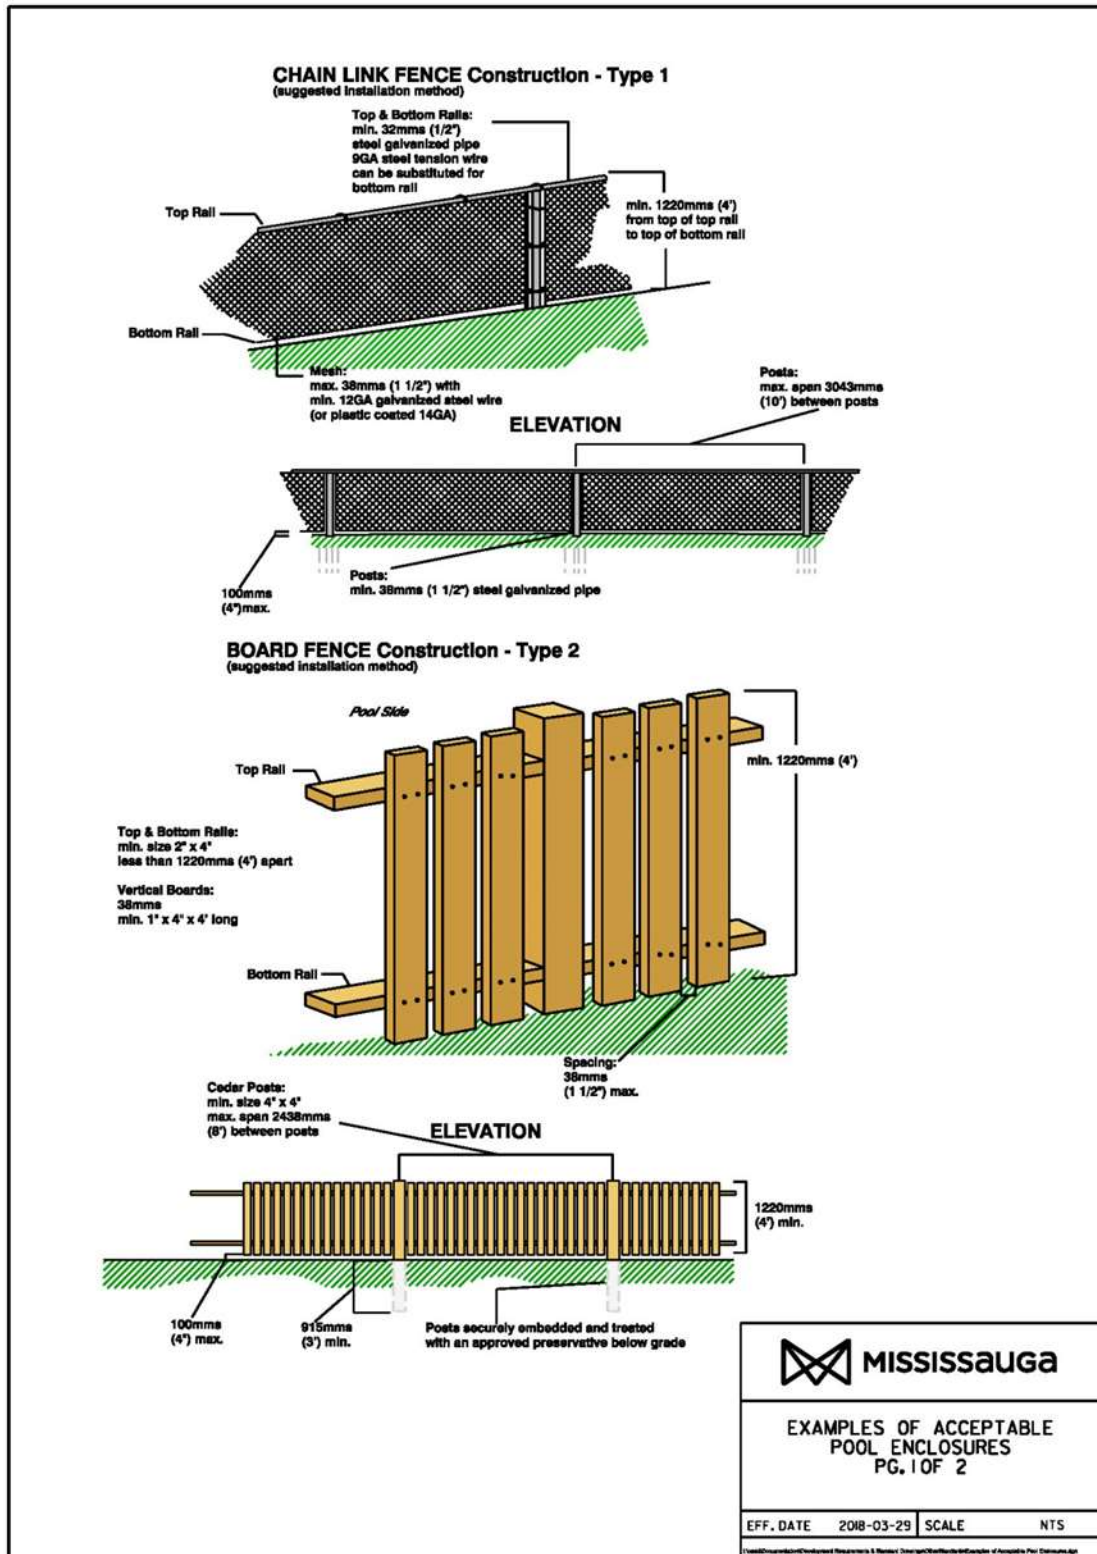 CHAIN LINK FENCE Construction - Type 1
(suggested installation method)
Top & Bottom Rails:
min. 32mms (1/2")
steel galvanized pipe
9GA steel tension wire
can be substituted for
bottom rail
Top Rail
min. 1220mms (4')
from top of top rail
to top of bottom rail
Bottom Rail
Mesh:
max. 38mms (1 1/2") with
min. 12GA galvanized steel wire
(or plastic coated 14GA)
Posts:
max. span 3043mms
(10') between posts
ELEVATION
100mms
(4")max.
Posts:
min. 38mms (1 1/2") steel galvanized pipe
BOARD FENCE Construction - Type 2
(suggested installation method)
Pool Side
Top Rail
min. 1220mms (4')
Top & Bottom Rails:
min. size 2" x 4"
less than 1220mms (4') apart
Vertical Boards:
38mms
min. 1" x 4" x 4' long
Bottom Rail
Spacing:
38mms
(1 1/2") max.
Cedar Posts:
min. size 4" x 4"
max. span 2438mms
(8') between posts
ELEVATION
1220mms
(4') min.
100mms
(4") max.
915mms
(3') min.
Posts securely embedded and treated
with an approved preservative below grade
MISSISSAUGA
EXAMPLES OF ACCEPTABLE
POOL ENCLOSURES
PG. 1 OF 2
EFF. DATE 2018-03-29 SCALE NTS